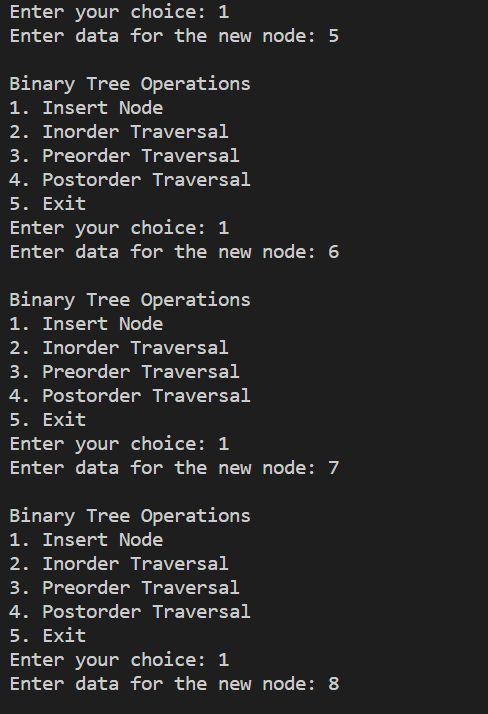 Enter your choice: 1
Enter data for the new node: 5
Binary Tree Operations
1. Insert Node
2. Inorder Traversal
3. Preorder Traversal
4. Postorder Traversal
5. Exit
Enter your choice: 1
Enter data for the new node: 6
Binary Tree Operations
1. Insert Node
2. Inorder Traversal
3. Preorder Traversal
4. Postorder Traversal
5. Exit
Enter your choice: 1
Enter data for the new node: 7
Binary Tree Operations
1. Insert Node
2. Inorder Traversal
3. Preorder Traversal
4. Postorder Traversal
5. Exit
Enter your choice: 1
Enter data for the new node: 8